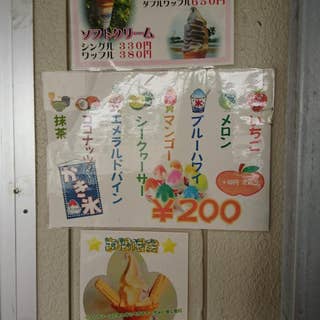 ダブルワッフル650円
ソフトクリーム
シングル 330円
ワッフル 380円
いちご
メロン
ブルーハワイ
マンゴー
シークヮーサー
エメラルドパイン
ココナッツ
抹茶
氷
かき氷
¥200